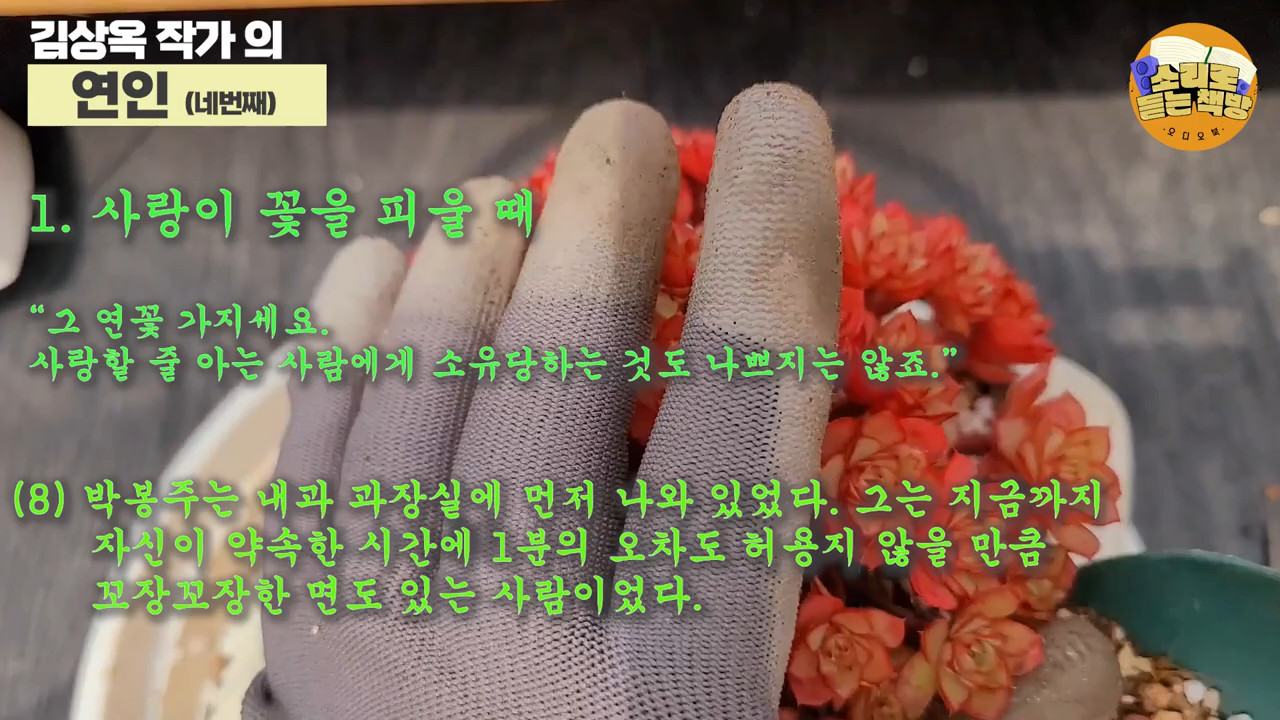 김상옥 작가 의
연인 (네번째)
소리로
듣는 책방
·오디오북·
1. 사랑이 꽃을 피울 때
“그 연꽃 가지세요.
사랑할 줄 아는 사람에게 소유당하는 것도 나쁘지는 않죠.”
(8) 박봉주는 내과 과장실에 먼저 나와 있었다. 그는 지금까지
자신이 약속한 시간에 1분의 오차도 허용지 않을 만큼
꼬장꼬장한 면도 있는 사람이었다.